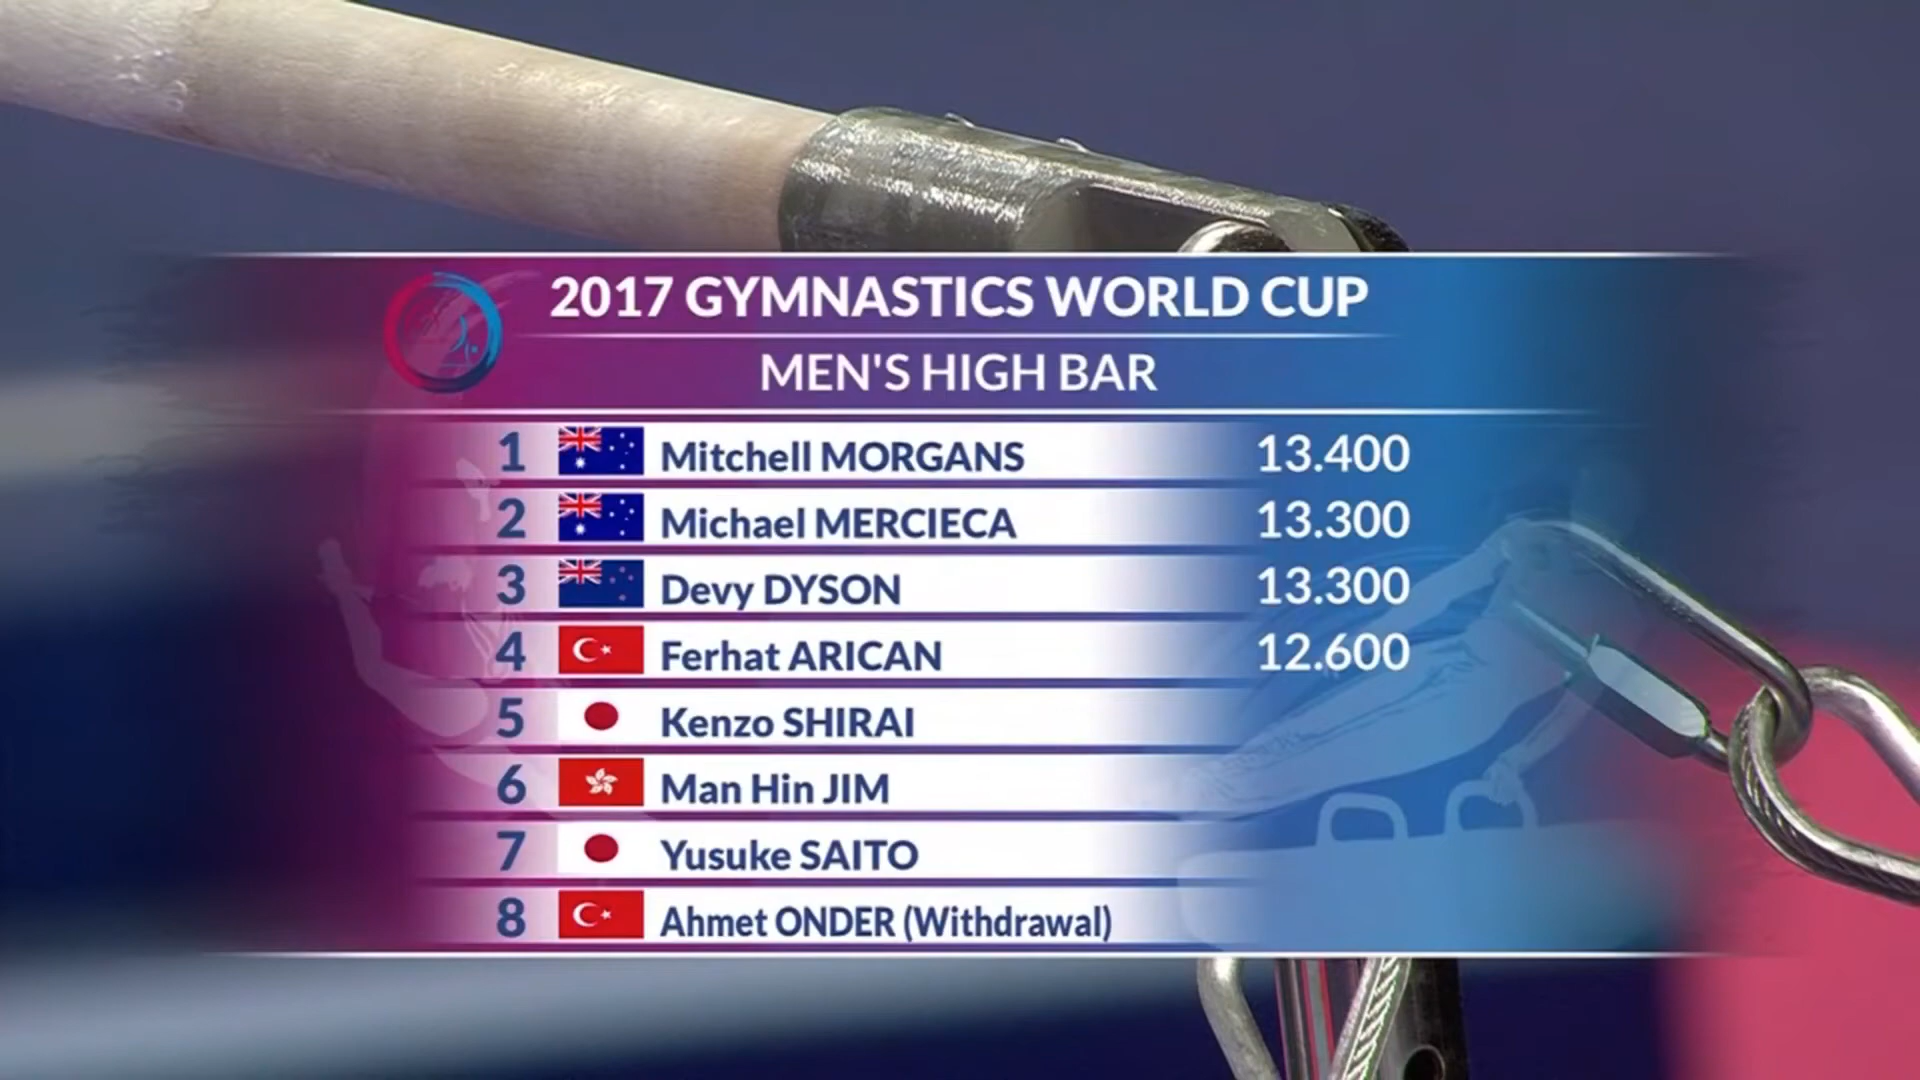 2017 GYMNASTICS WORLD CUP
MEN'S HIGH BAR
1 Mitchell MORGANS 13.400
2 Michael MERCIECA 13.300
3 Devy DYSON 13.300
4 Ferhat ARICAN 12.600
5 Kenzo SHIRAI
6 Man Hin JIM
7 Yusuke SAITO
8 Ahmet ONDER (Withdrawal)